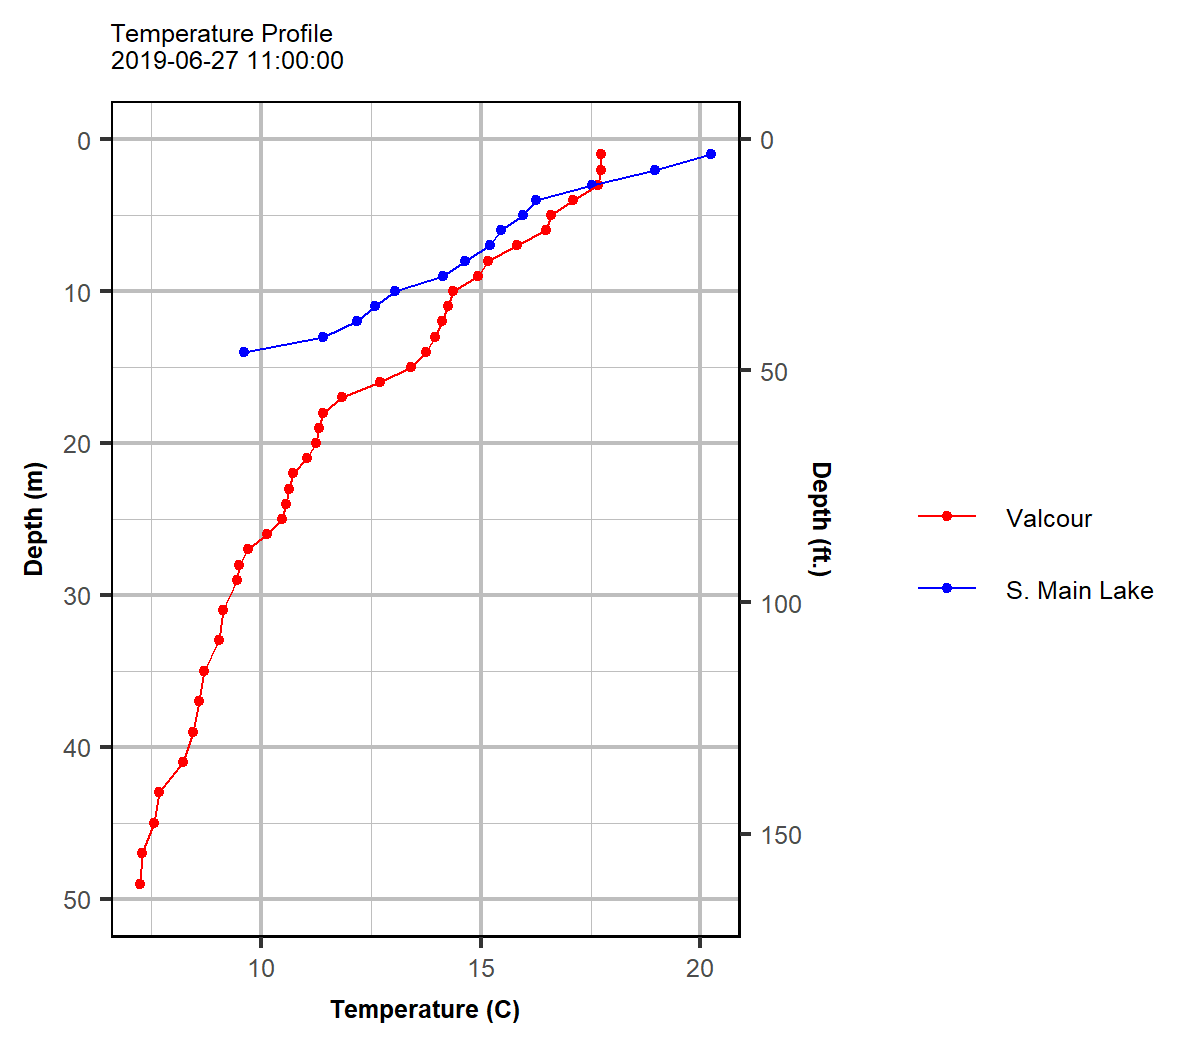 Temperature Profile
2019-06-27 11:00:00
0
10
20
30
40
50
Depth (m)
0
50
100
150
Depth (ft.)
10 15 20
Temperature (C)
Valcour
S. Main Lake